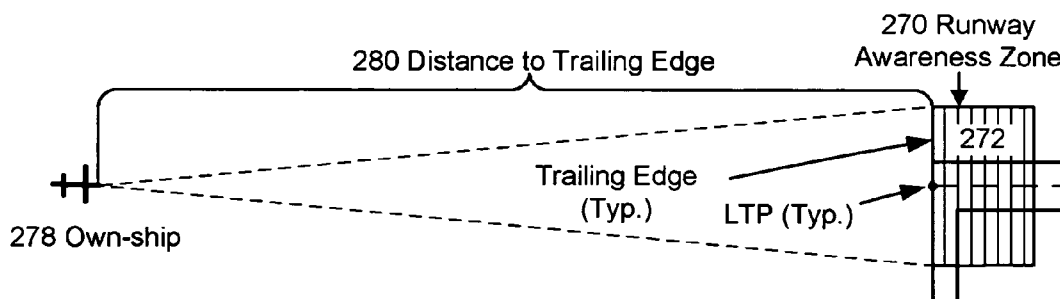 270 Runway
Awareness Zone
280 Distance to Trailing Edge
272
Trailing Edge
(Typ.)
LTP (Typ.)
278 Own-ship